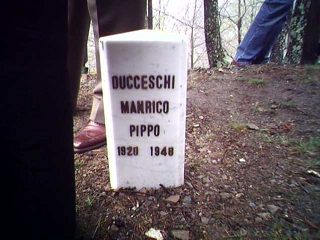 DUCCESCHI
MANRICO
PIPPO
1920 1948